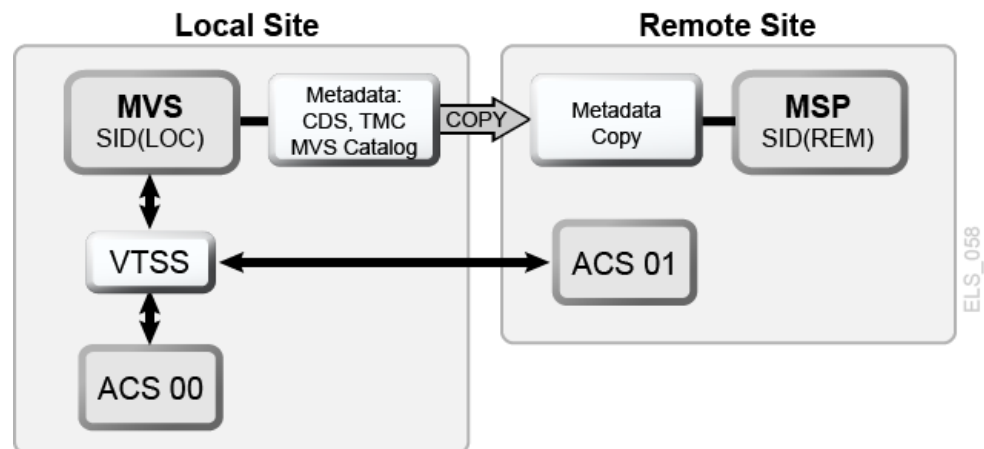 Local Site
Remote Site
MVS
SID(LOC)
Metadata:
CDS, TMC
MVS Catalog
COPY
Metadata
Copy
MSP
SID(REM)
VTSS
ACS 01
ACS 00
ELS_058